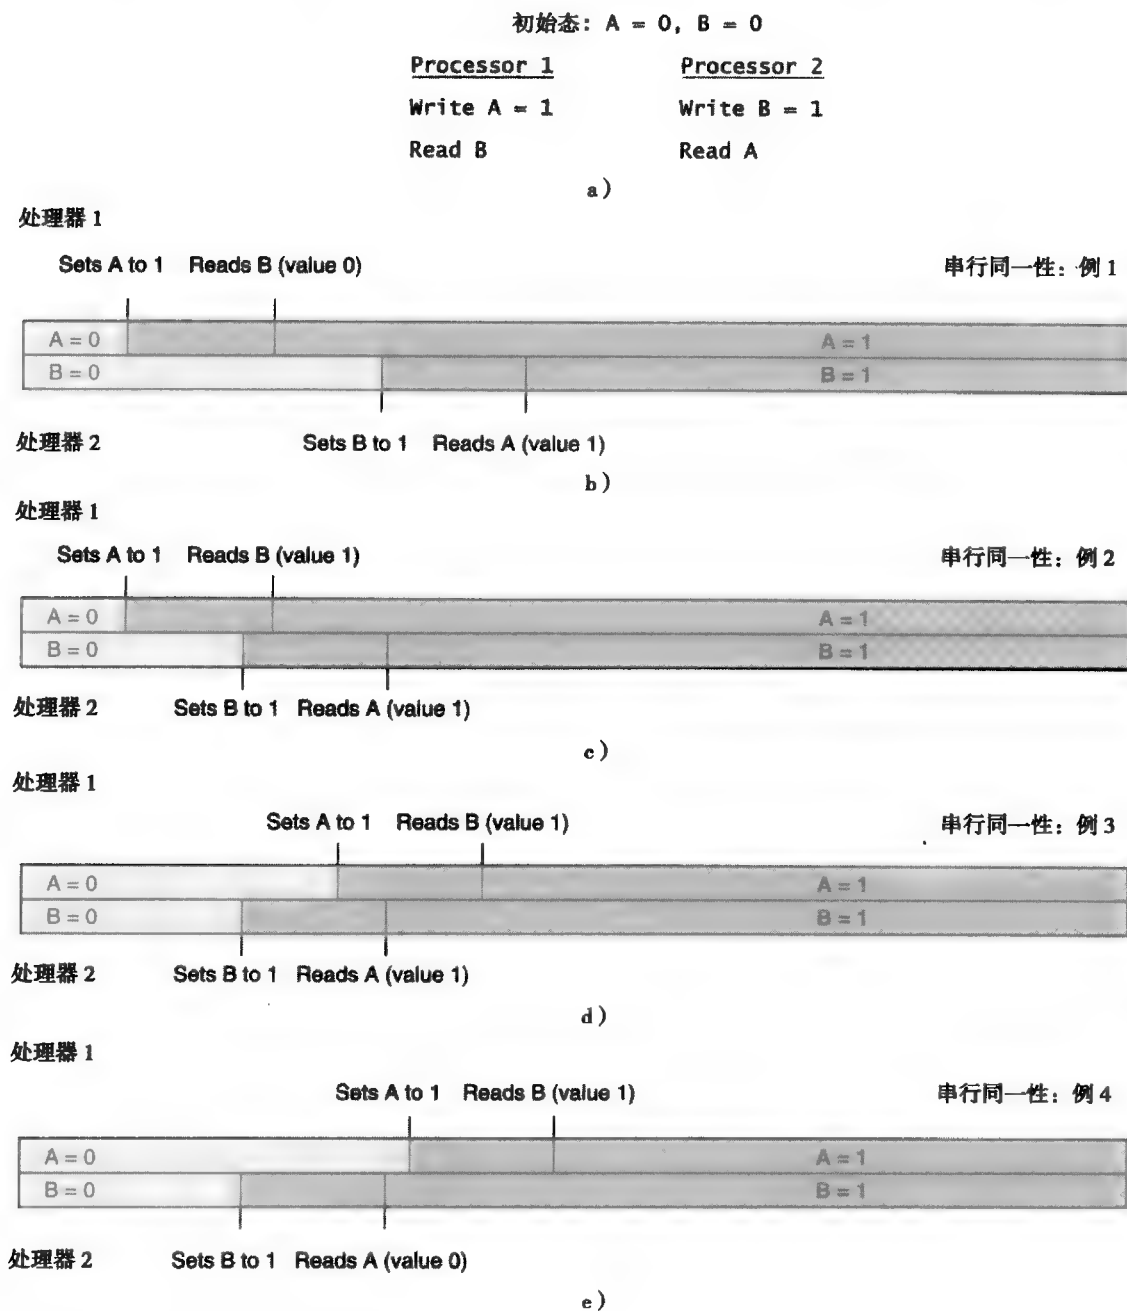 初始态: A = 0, B = 0
Processor 1 Processor 2
Write A = 1 Write B = 1
Read B Read A
a)
处理器 1
Sets A to 1 Reads B (value 0) 串行同一性: 例 1
A = 0 A = 1
B = 0 B = 1
处理器 2 Sets B to 1 Reads A (value 1)
b)
处理器 1
Sets A to 1 Reads B (value 1) 串行同一性: 例 2
A = 0 A = 1
B = 0 B = 1
处理器 2 Sets B to 1 Reads A (value 1)
c)
处理器 1
Sets A to 1 Reads B (value 1) 串行同一性: 例 3
A = 0 A = 1
B = 0 B = 1
处理器 2 Sets B to 1 Reads A (value 1)
d)
处理器 1
Sets A to 1 Reads B (value 1) 串行同一性: 例 4
A = 0 A = 1
B = 0 B = 1
处理器 2 Sets B to 1 Reads A (value 0)
e)